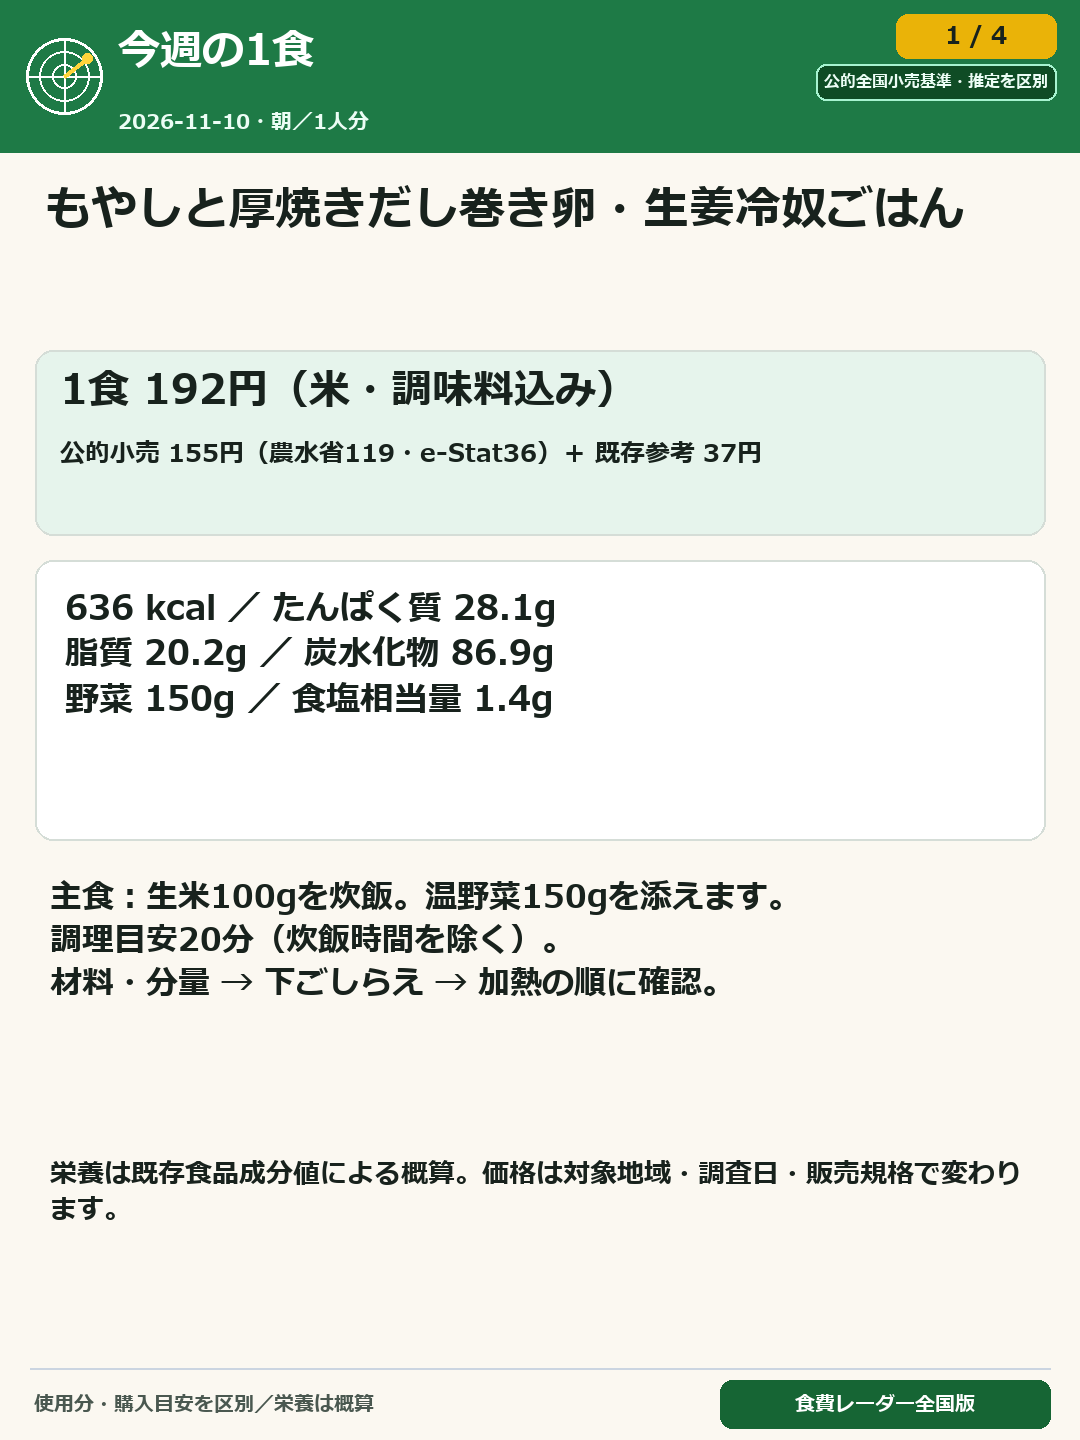 今週の1食
2026-11-10・朝／1人分
1 / 4
公的全国小売基準・推定を区別
もやしと厚焼きだし巻き卵・生姜冷奴ごはん
1食 192円（米・調味料込み）
公的小売 155円（農水省119・e-Stat36）＋ 既存参考 37円
636 kcal ／ たんぱく質 28.1g
脂質 20.2g ／ 炭水化物 86.9g
野菜 150g ／ 食塩相当量 1.4g
主食：生米100gを炊飯。温野菜150gを添えます。
調理目安20分（炊飯時間を除く）。
材料・分量 → 下ごしらえ → 加熱の順に確認。
栄養は既存食品成分値による概算。価格は対象地域・調査日・販売規格で変わり
ます。
使用分・購入目安を区別／栄養は概算
食費レーダー全国版